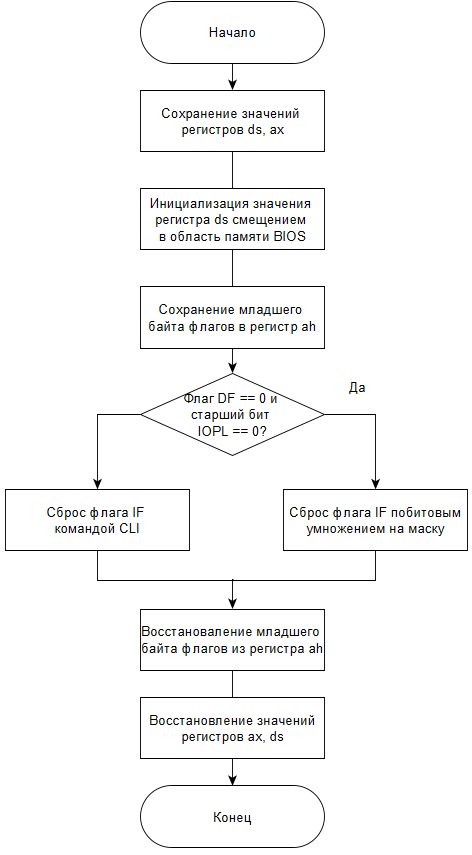 Начало
Сохранение значений
регистров ds, ax
Инициализация значения
регистра ds смещением
в область памяти BIOS
Сохранение младшего
байта флагов в регистр ah
Да
Флаг DF == 0 и
старший бит
IOPL == 0?
Сброс флага IF
командой CLI
Сброс флага IF побитовым
умножением на маску
Восстановаление младшего
байта флагов из регистра ah
Восстановление значений
регистров ax, ds
Конец